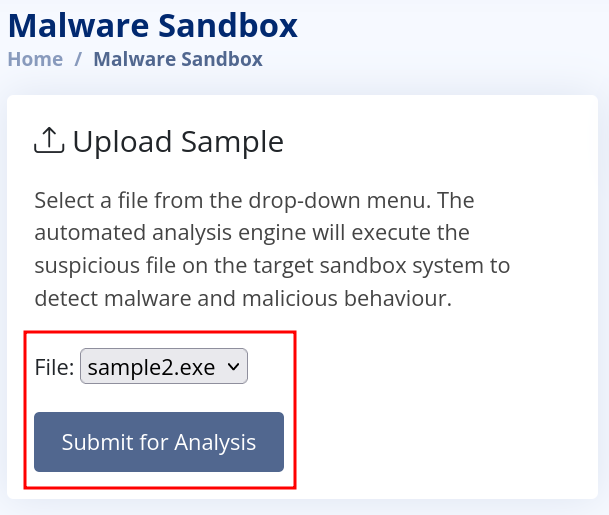 Malware Sandbox
Home / Malware Sandbox
Upload Sample
Select a file from the drop-down menu. The
automated analysis engine will execute the
suspicious file on the target sandbox system to
detect malware and malicious behaviour.
File: sample2.exe
Submit for Analysis